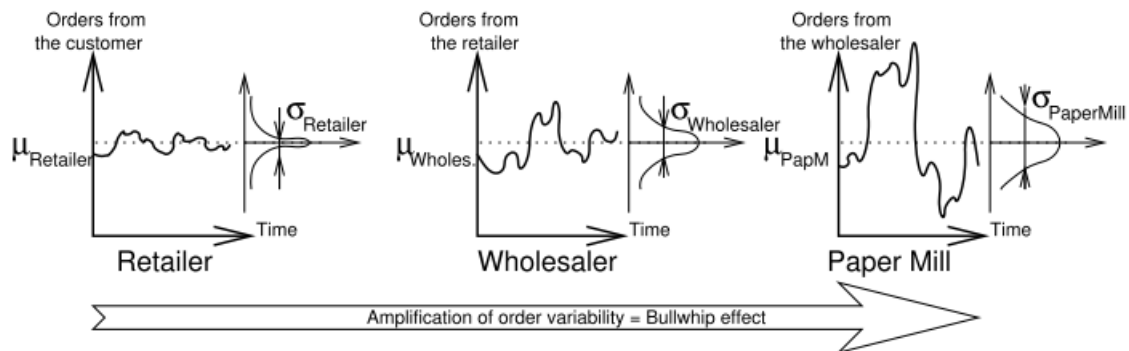 Orders from
the customer
μRetailer
σRetailer
Time
Retailer
Orders from
the retailer
μWholes.
σWholesaler
Time
Wholesaler
Orders from
the wholesaler
μPapM
σPaperMill
Time
Paper Mill
Amplification of order variability = Bullwhip effect